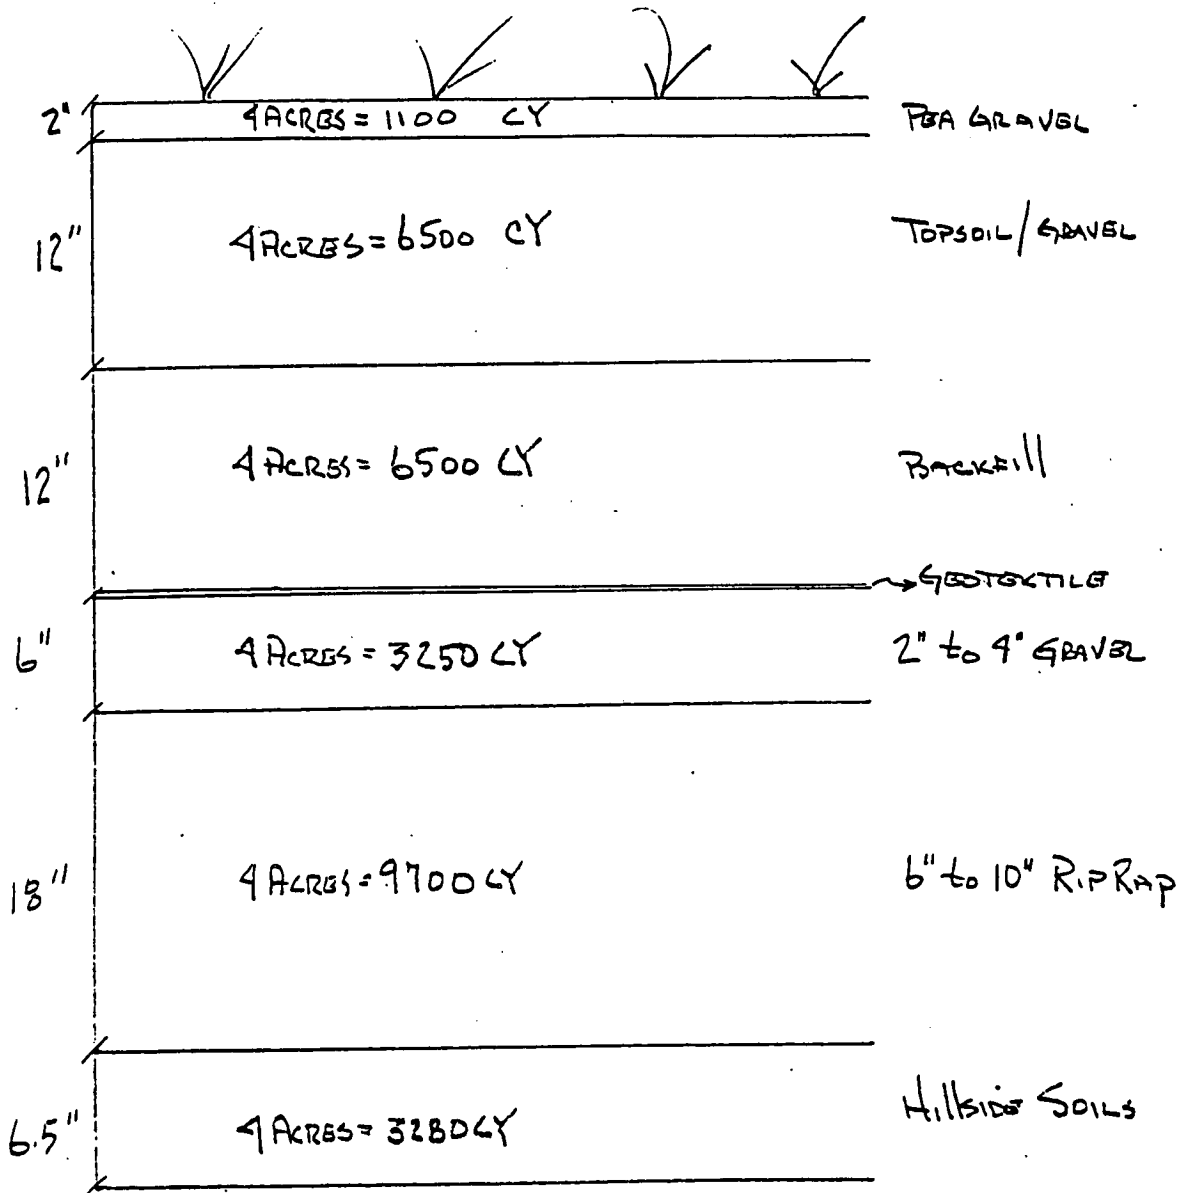 2" 4 ACRES = 1100 CY PEA GRAVEL
12" 4 ACRES = 6500 CY TOPSOIL/GRAVEL
12" 4 ACRES = 6500 CY BACKFill
GEOTEXTILE
6" 4 ACRES = 3250 CY 2" to 4" GRAVEL
18" 4 ACRES = 9700 CY 6" to 10" RIPRAP
6.5" 4 ACRES = 3280 CY HillSIDE SOILS